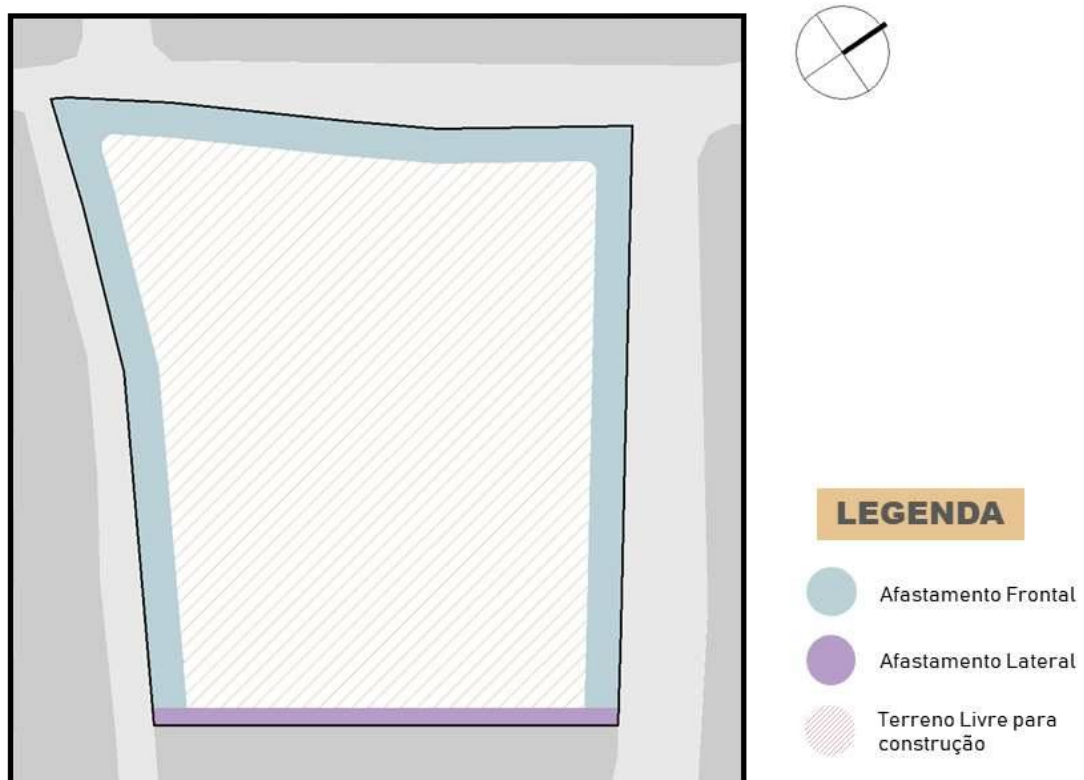 LEGENDA
Afastamento Frontal
Afastamento Lateral
Terreno Livre para
construção